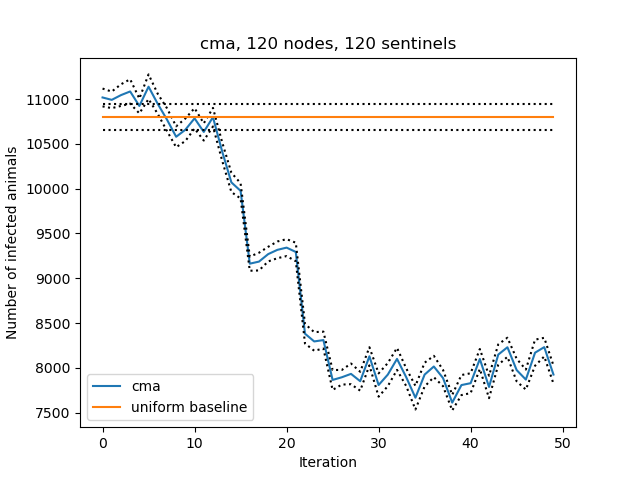 cma, 120 nodes, 120 sentinels
Number of infected animals
11000
10500
10000
9500
9000
8500
8000
7500
cma
uniform baseline
0 10 20 30 40 50
Iteration